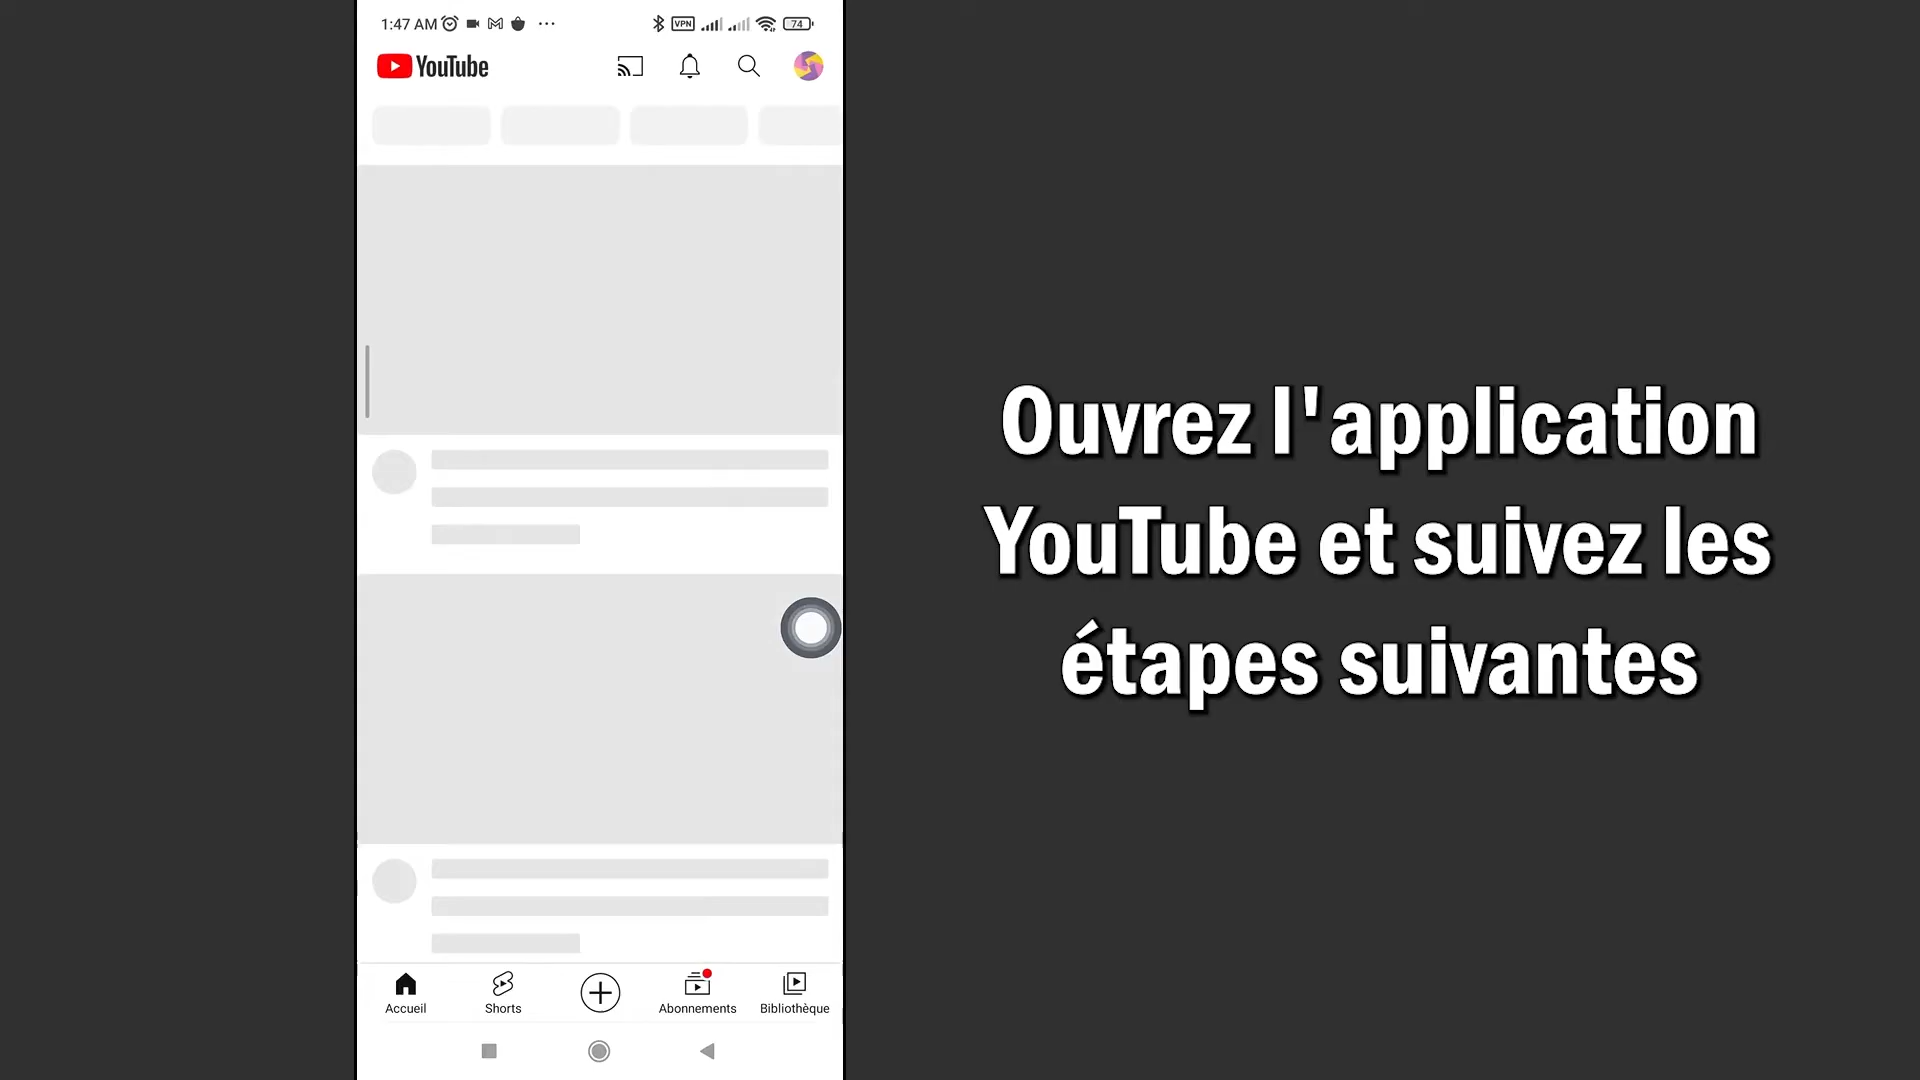 1:47 AM
VPN
74
YouTube
Ouvrez l'application
YouTube et suivez les
étapes suivantes
Accueil
Shorts
Abonnements
Bibliothèque